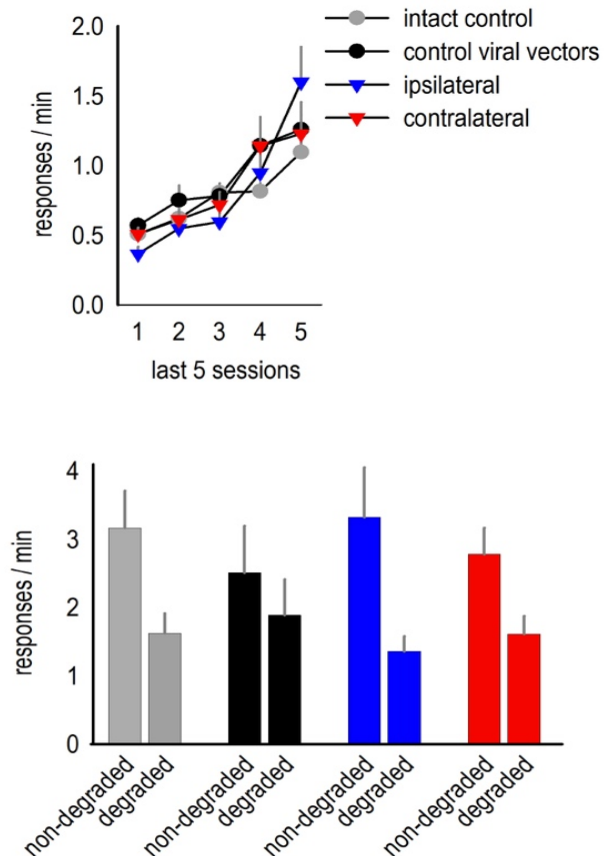 2.0
1.5
1.0
0.5
0.0
responses / min
1 2 3 4 5
last 5 sessions
intact control
control viral vectors
ipsilateral
contralateral
4
3
2
1
0
responses / min
non-degraded
degraded
non-degraded
degraded
non-degraded
degraded
non-degraded
degraded